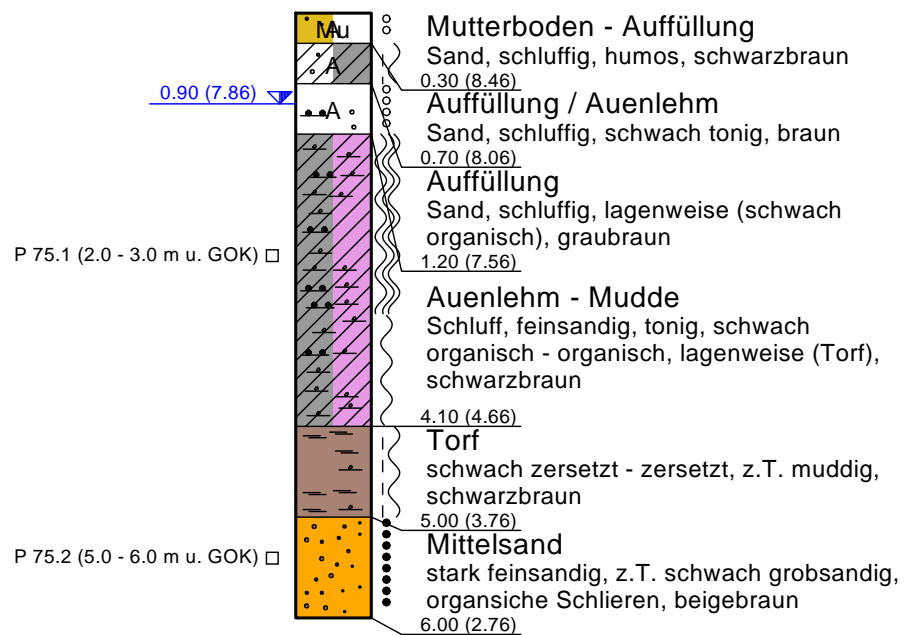 Mu
A
Mutterboden - Auffüllung
Sand, schluffig, humos, schwarzbraun
0.30 (8.46)
A
Auffüllung / Auenlehm
Sand, schluffig, schwach tonig, braun
0.70 (8.06)
0.90 (7.86)
A
Auffüllung
Sand, schluffig, lagenweise (schwach
organisch), graubraun
1.20 (7.56)
P 75.1 (2.0 - 3.0 m u. GOK)
Auenlehm - Mudde
Schluff, feinsandig, tonig, schwach
organisch - organisch, lagenweise (Torf),
schwarzbraun
4.10 (4.66)
Torf
schwach zersetzt - zersetzt, z.T. muddig,
schwarzbraun
5.00 (3.76)
P 75.2 (5.0 - 6.0 m u. GOK)
Mittelsand
stark feinsandig, z.T. schwach grobsandig,
organsiche Schlieren, beigebraun
6.00 (2.76)